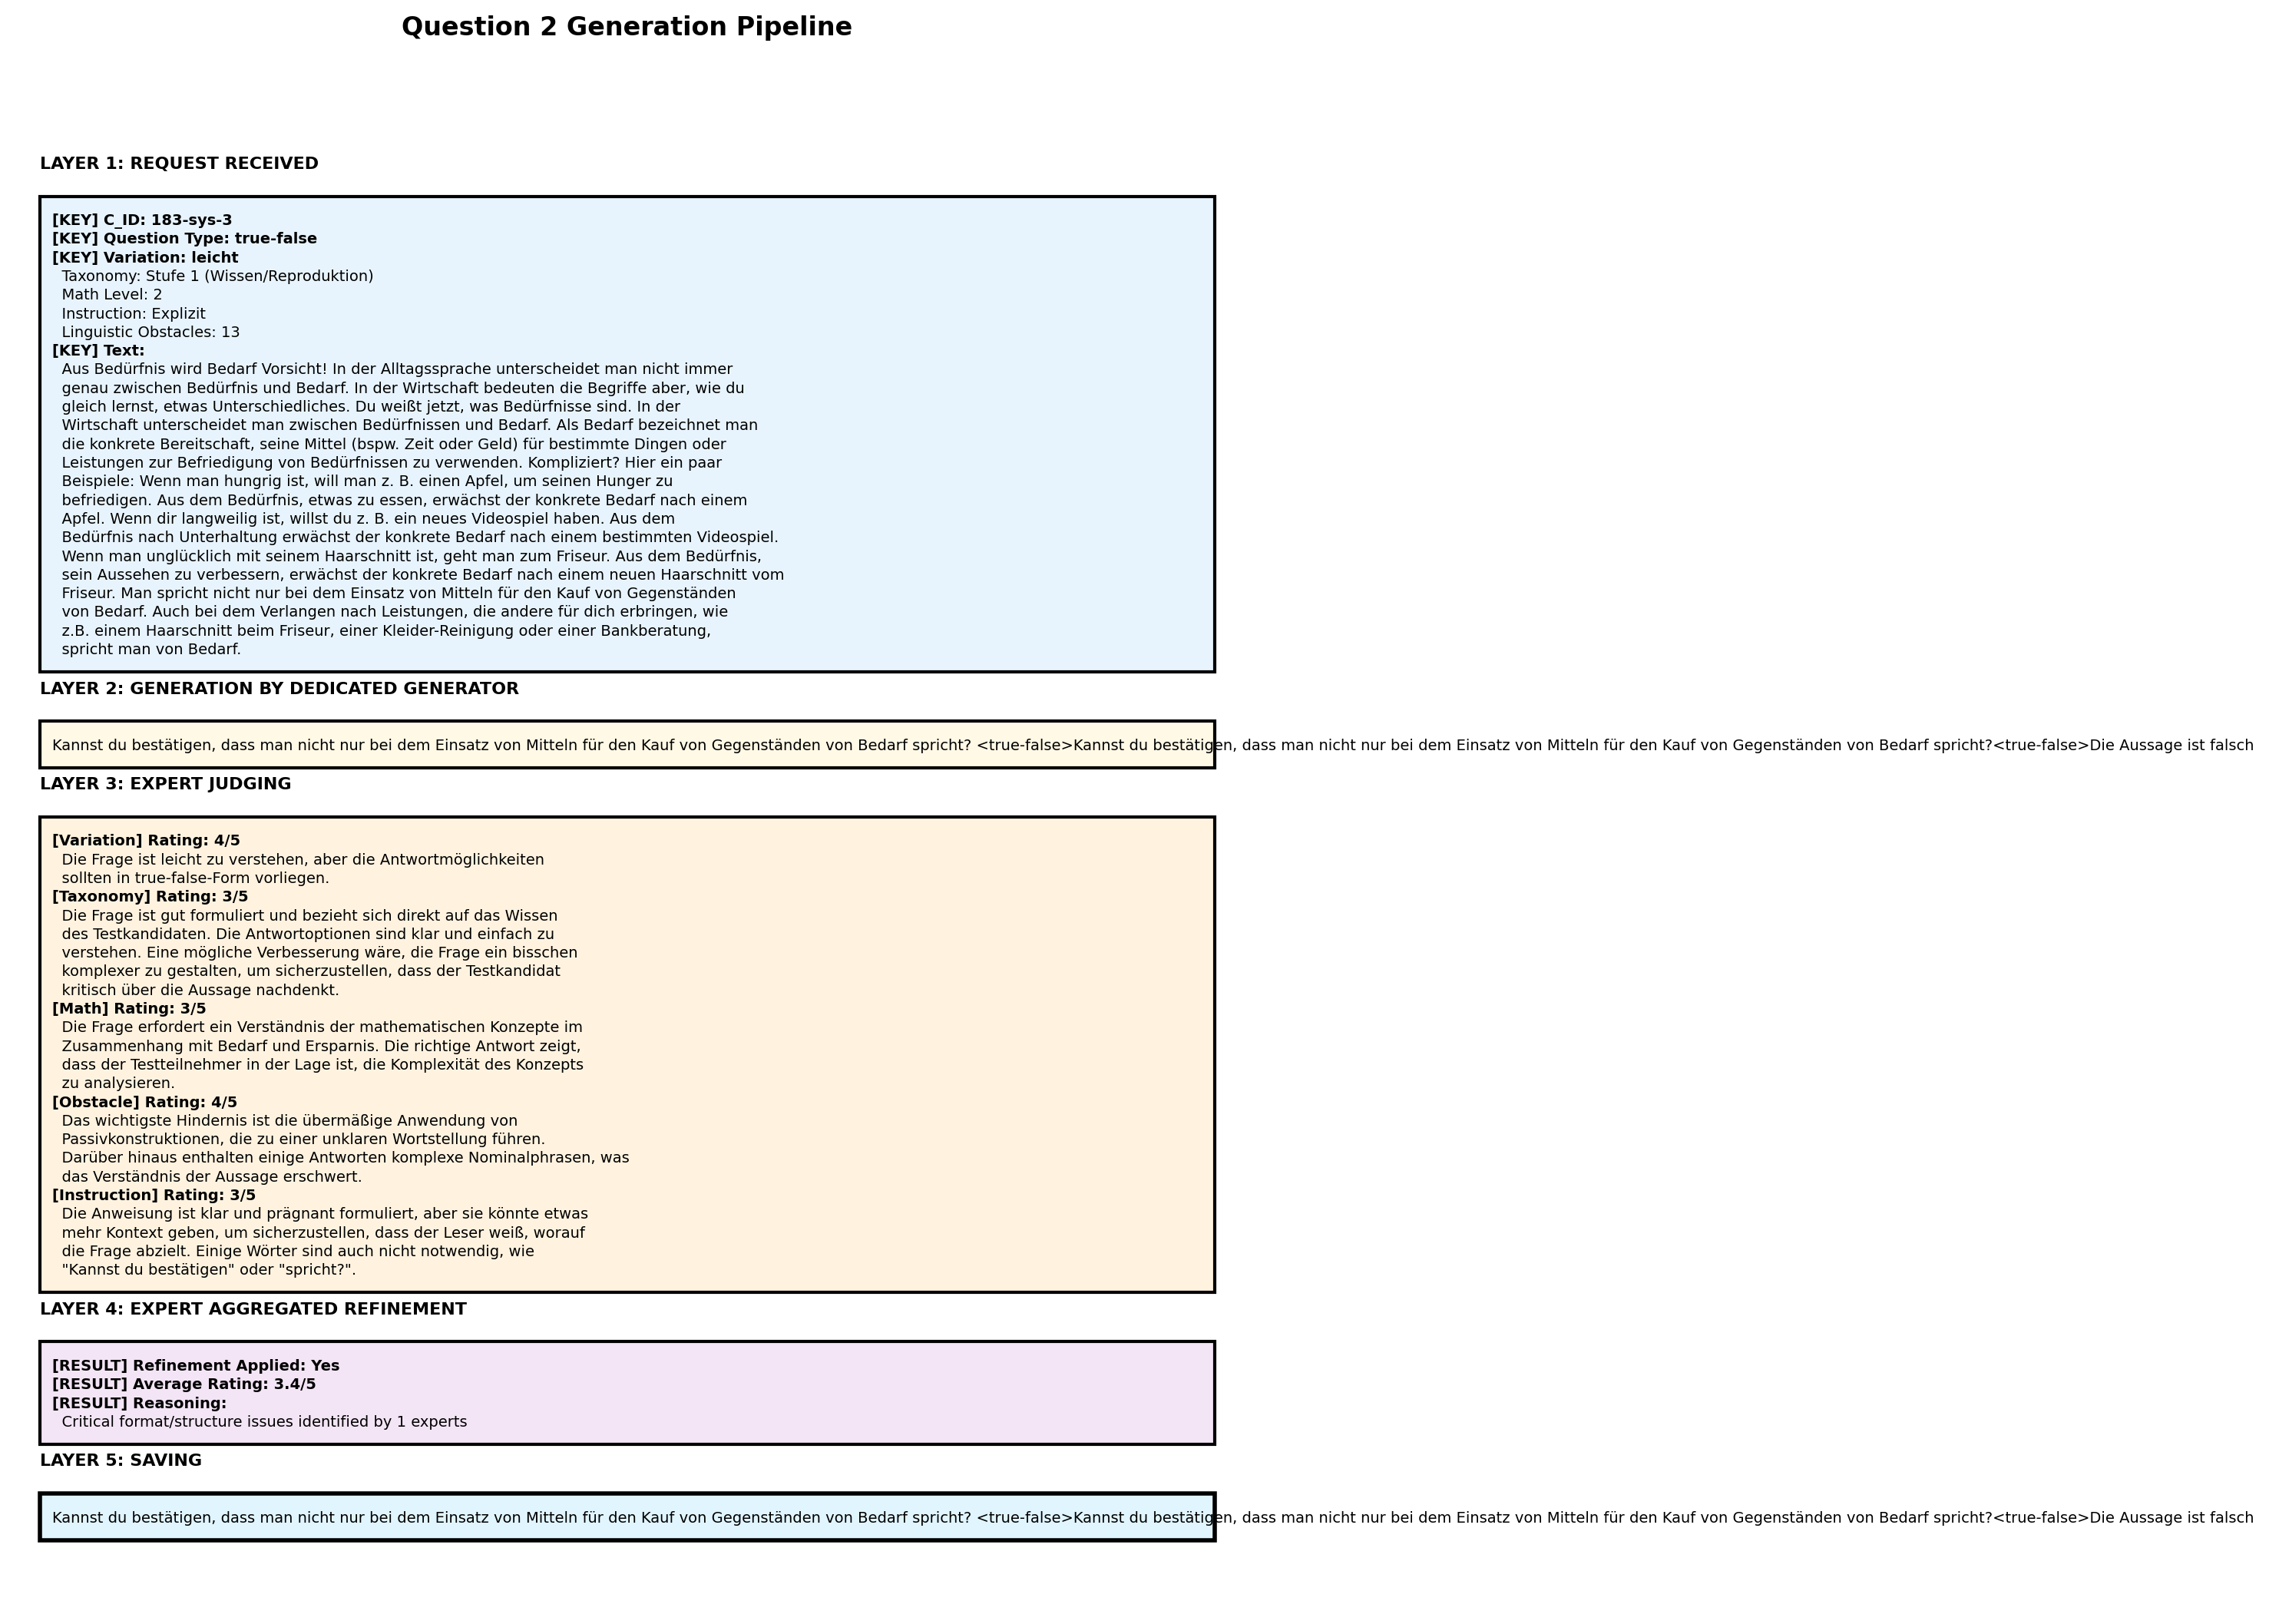 Question 2 Generation Pipeline
LAYER 1: REQUEST RECEIVED
[KEY] C_ID: 183-sys-3
[KEY] Question Type: true-false
[KEY] Variation: leicht
Taxonomy: Stufe 1 (Wissen/Reproduktion)
Math Level: 2
Instruction: Explizit
Linguistic Obstacles: 13
[KEY] Text:
Aus Bedürfnis wird Bedarf Vorsicht! In der Alltagssprache unterscheidet man nicht immer
genau zwischen Bedürfnis und Bedarf. In der Wirtschaft bedeuten die Begriffe aber, wie du
gleich lernst, etwas Unterschiedliches. Du weißt jetzt, was Bedürfnisse sind. In der
Wirtschaft unterscheidet man zwischen Bedürfnissen und Bedarf. Als Bedarf bezeichnet man
die konkrete Bereitschaft, seine Mittel (bspw. Zeit oder Geld) für bestimmte Dingen oder
Leistungen zur Befriedigung von Bedürfnissen zu verwenden. Kompliziert? Hier ein paar
Beispiele: Wenn man hungrig ist, will man z. B. einen Apfel, um seinen Hunger zu
befriedigen. Aus dem Bedürfnis, etwas zu essen, erwächst der konkrete Bedarf nach einem
Apfel. Wenn dir langweilig ist, willst du z. B. ein neues Videospiel haben. Aus dem
Bedürfnis nach Unterhaltung erwächst der konkrete Bedarf nach einem bestimmten Videospiel.
Wenn man unglücklich mit seinem Haarschnitt ist, geht man zum Friseur. Aus dem Bedürfnis,
sein Aussehen zu verbessern, erwächst der konkrete Bedarf nach einem neuen Haarschnitt vom
Friseur. Man spricht nicht nur bei dem Einsatz von Mitteln für den Kauf von Gegenständen
von Bedarf. Auch bei dem Verlangen nach Leistungen, die andere für dich erbringen, wie
z.B. einem Haarschnitt beim Friseur, einer Kleider-Reinigung oder einer Bankberatung,
spricht man von Bedarf.
LAYER 2: GENERATION BY DEDICATED GENERATOR
Kannst du bestätigen, dass man nicht nur bei dem Einsatz von Mitteln für den Kauf von Gegenständen von Bedarf spricht? <true-false>Kannst du bestätigen, dass man nicht nur bei dem Einsatz von Mitteln für den Kauf von Gegenständen von Bedarf spricht?<true-false>Die Aussage ist falsch
LAYER 3: EXPERT JUDGING
[Variation] Rating: 4/5
Die Frage ist leicht zu verstehen, aber die Antwortmöglichkeiten
sollten in true-false-Form vorliegen.
[Taxonomy] Rating: 3/5
Die Frage ist gut formuliert und bezieht sich direkt auf das Wissen
des Testkandidaten. Die Antwortoptionen sind klar und einfach zu
verstehen. Eine mögliche Verbesserung wäre, die Frage ein bisschen
komplexer zu gestalten, um sicherzustellen, dass der Testkandidat
kritisch über die Aussage nachdenkt.
[Math] Rating: 3/5
Die Frage erfordert ein Verständnis der mathematischen Konzepte im
Zusammenhang mit Bedarf und Ersparnis. Die richtige Antwort zeigt,
dass der Testteilnehmer in der Lage ist, die Komplexität des Konzepts
zu analysieren.
[Obstacle] Rating: 4/5
Das wichtigste Hindernis ist die übermäßige Anwendung von
Passivkonstruktionen, die zu einer unklaren Wortstellung führen.
Darüber hinaus enthalten einige Antworten komplexe Nominalphrasen, was
das Verständnis der Aussage erschwert.
[Instruction] Rating: 3/5
Die Anweisung ist klar und prägnant formuliert, aber sie könnte etwas
mehr Kontext geben, um sicherzustellen, dass der Leser weiß, worauf
die Frage abzielt. Einige Wörter sind auch nicht notwendig, wie
"Kannst du bestätigen" oder "spricht?".
LAYER 4: EXPERT AGGREGATED REFINEMENT
[RESULT] Refinement Applied: Yes
[RESULT] Average Rating: 3.4/5
[RESULT] Reasoning:
Critical format/structure issues identified by 1 experts
LAYER 5: SAVING
Kannst du bestätigen, dass man nicht nur bei dem Einsatz von Mitteln für den Kauf von Gegenständen von Bedarf spricht? <true-false>Kannst du bestätigen, dass man nicht nur bei dem Einsatz von Mitteln für den Kauf von Gegenständen von Bedarf spricht?<true-false>Die Aussage ist falsch